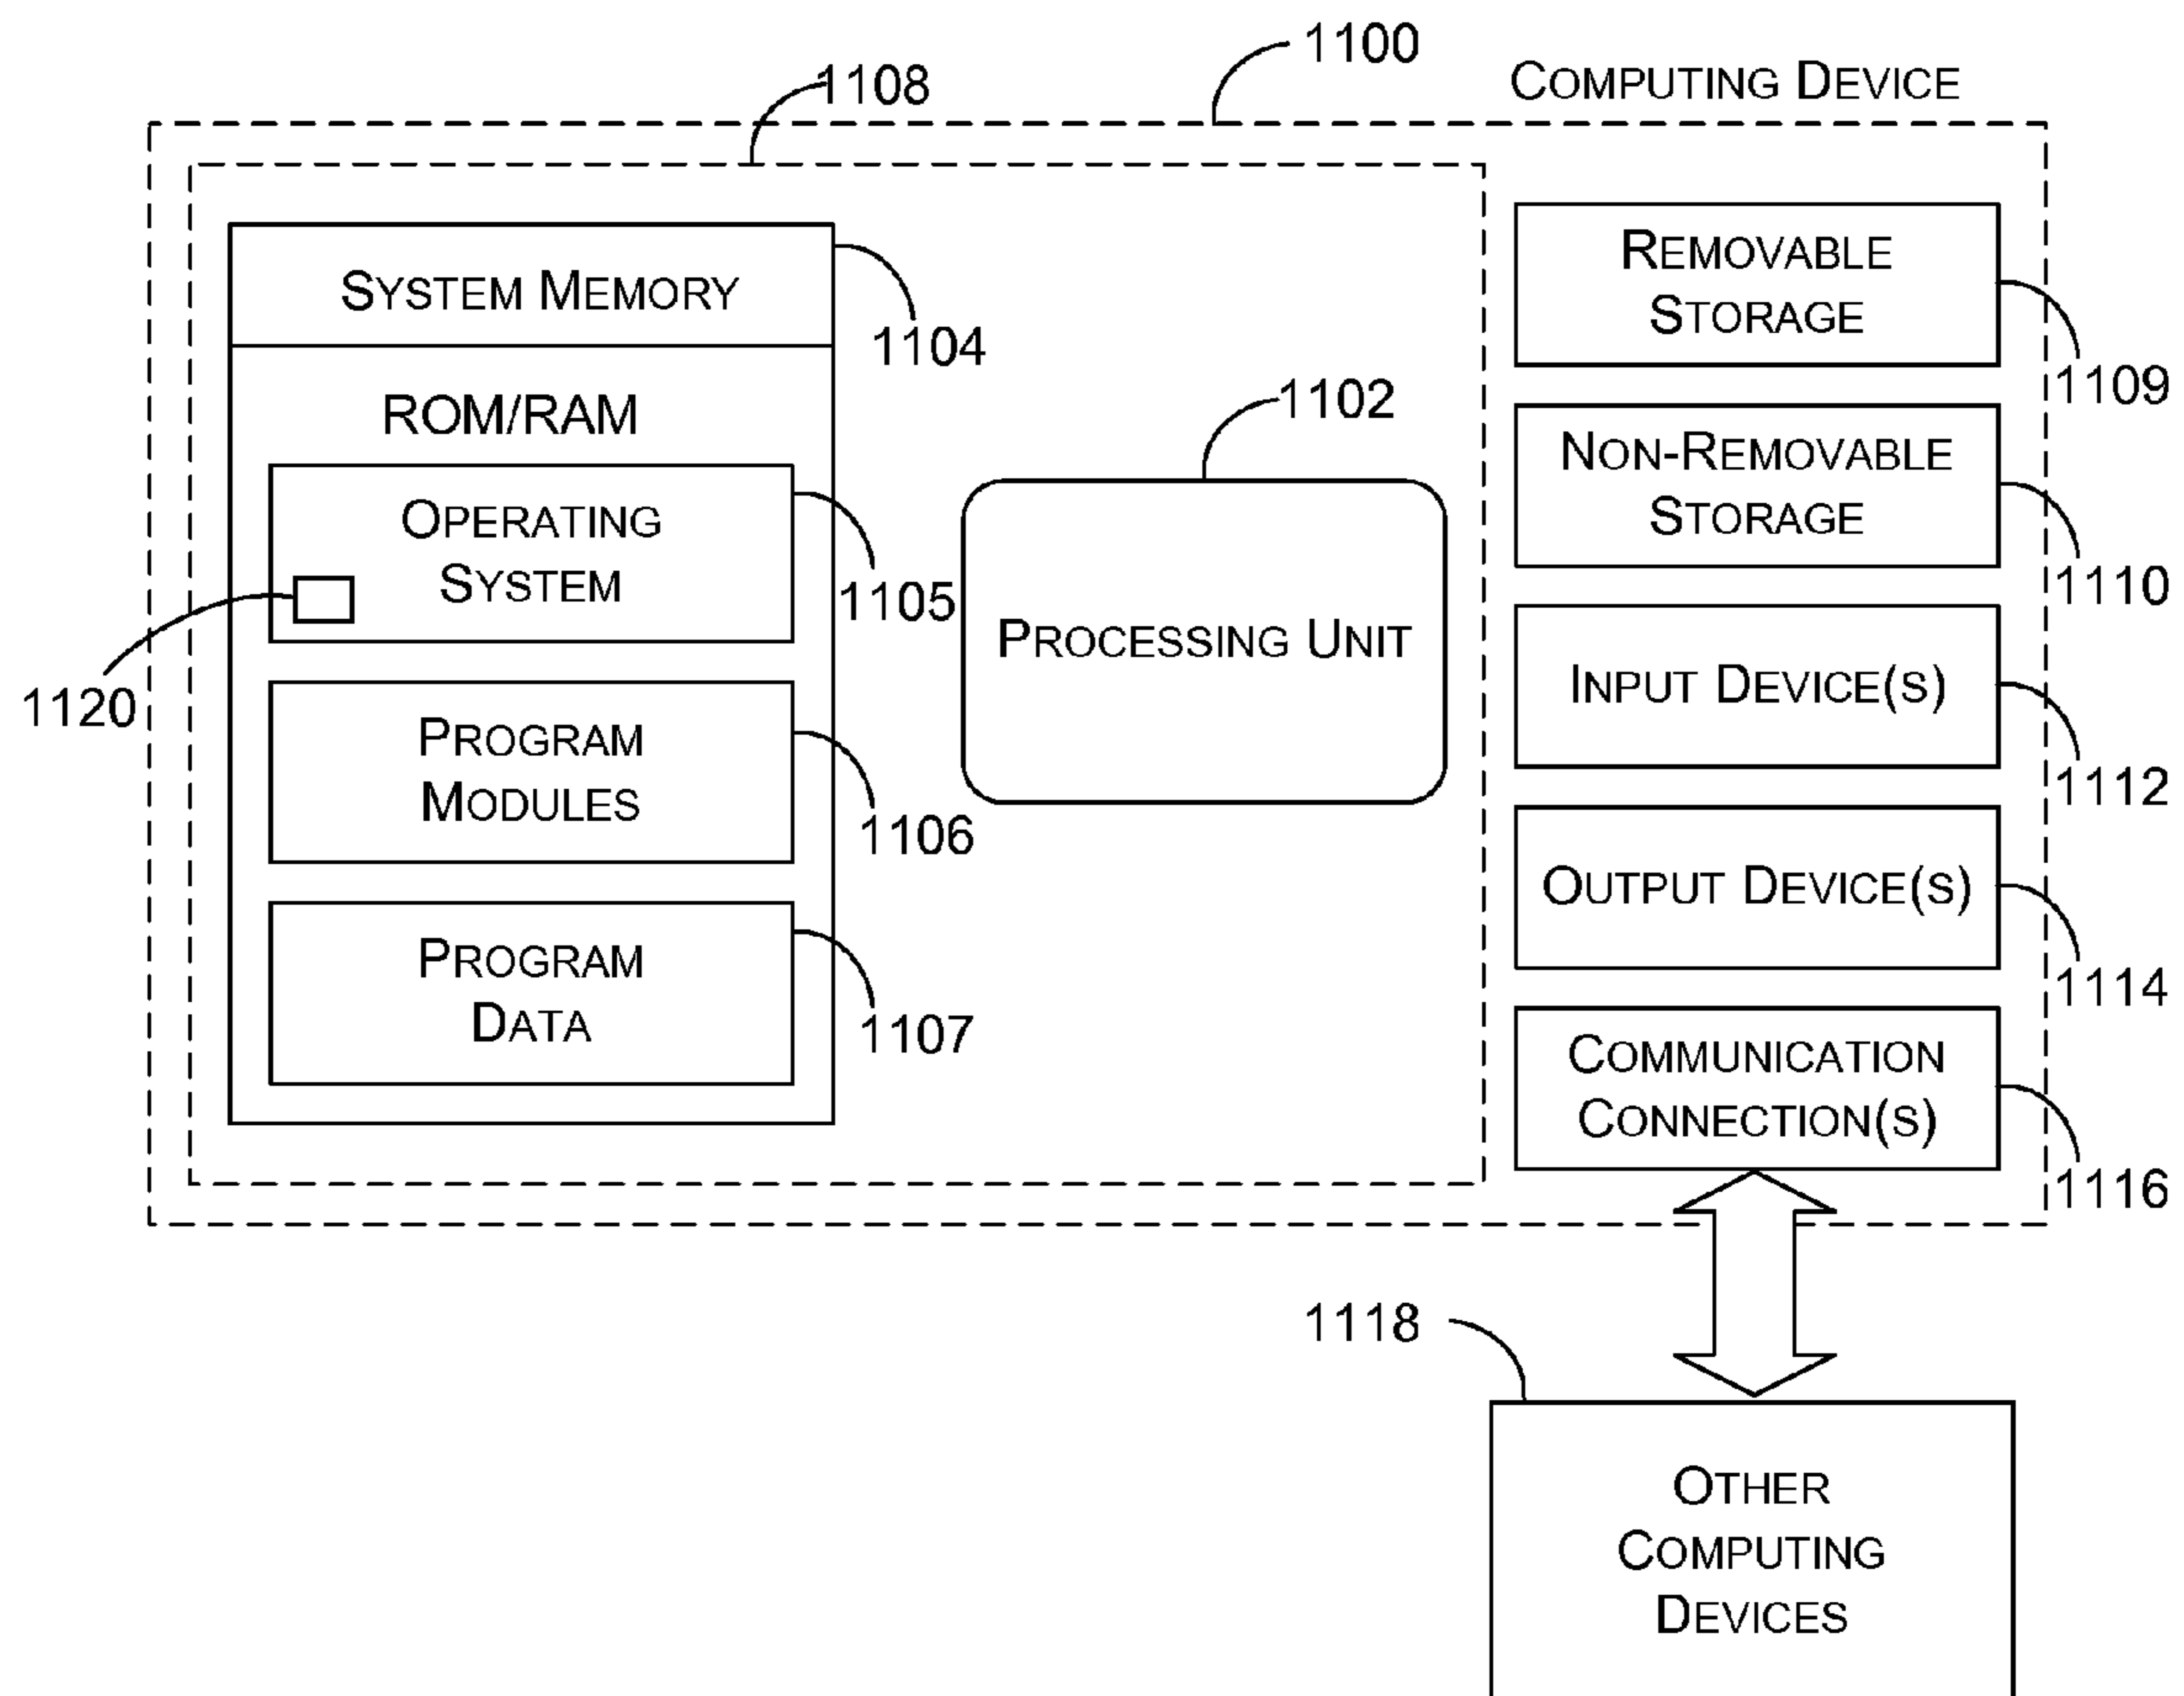 1100
COMPUTING DEVICE
1108
SYSTEM MEMORY
1104
ROM/RAM
OPERATING
SYSTEM
1105
1120
PROGRAM
MODULES
1106
PROGRAM
DATA
1107
1102
PROCESSING UNIT
REMOVABLE
STORAGE
1109
NON-REMOVABLE
STORAGE
1110
INPUT DEVICE(S)
1112
OUTPUT DEVICE(S)
1114
COMMUNICATION
CONNECTION(S)
1116
1118
OTHER
COMPUTING
DEVICES